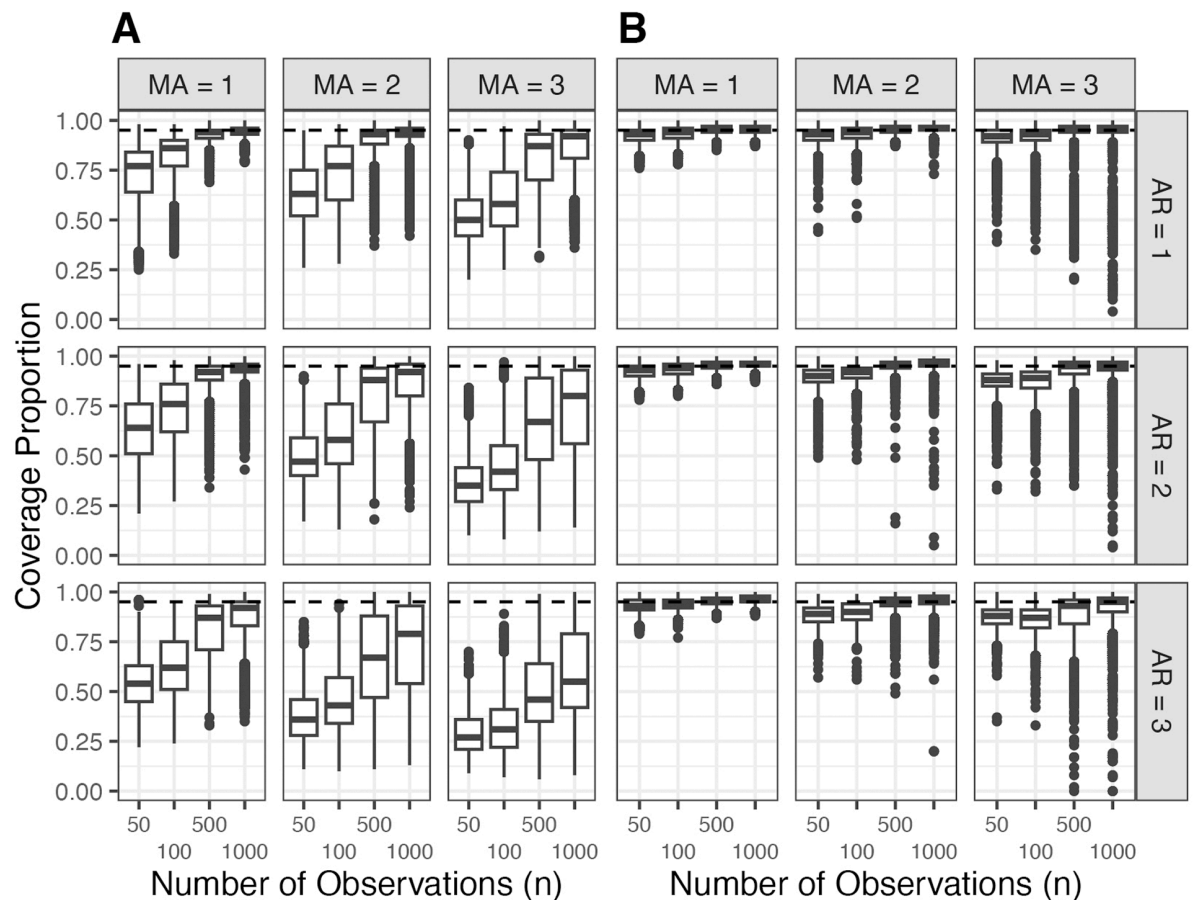 A B
MA = 1 MA = 2 MA = 3 MA = 1 MA = 2 MA = 3
Coverage Proportion
1.00
0.75
0.50
0.25
0.00
AR = 1
1.00
0.75
0.50
0.25
0.00
AR = 2
1.00
0.75
0.50
0.25
0.00
AR = 3
50 500 50 500 50 500 50 500 50 500 50 500
100 1000 100 1000 100 1000 100 1000 100 1000 100 1000
Number of Observations (n) Number of Observations (n)